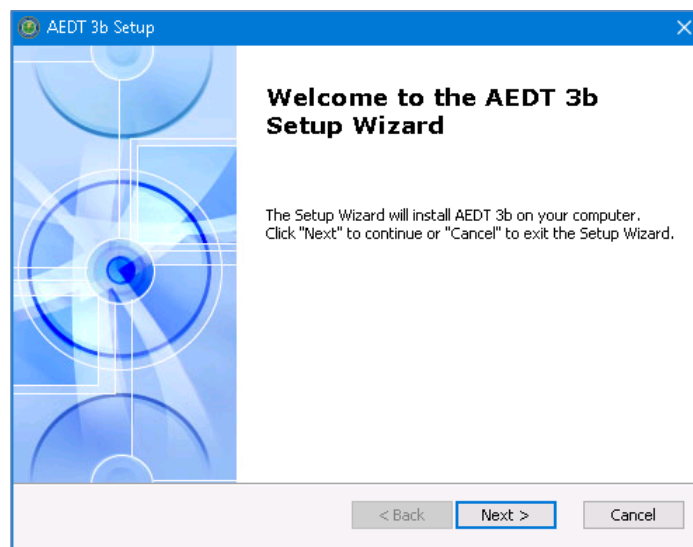 AEDT 3b Setup
Welcome to the AEDT 3b
Setup Wizard
The Setup Wizard will install AEDT 3b on your computer.
Click "Next" to continue or "Cancel" to exit the Setup Wizard.
< Back
Next >
Cancel